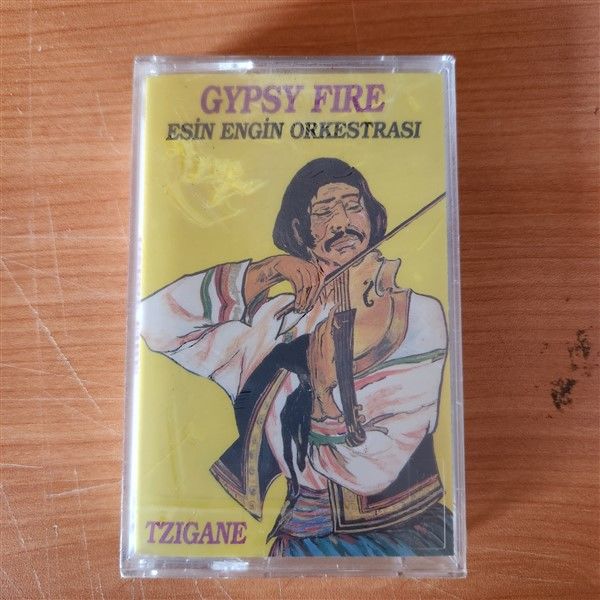 GYPSY FIRE
ESİN ENGİN ORKESTRASI
TZIGANE